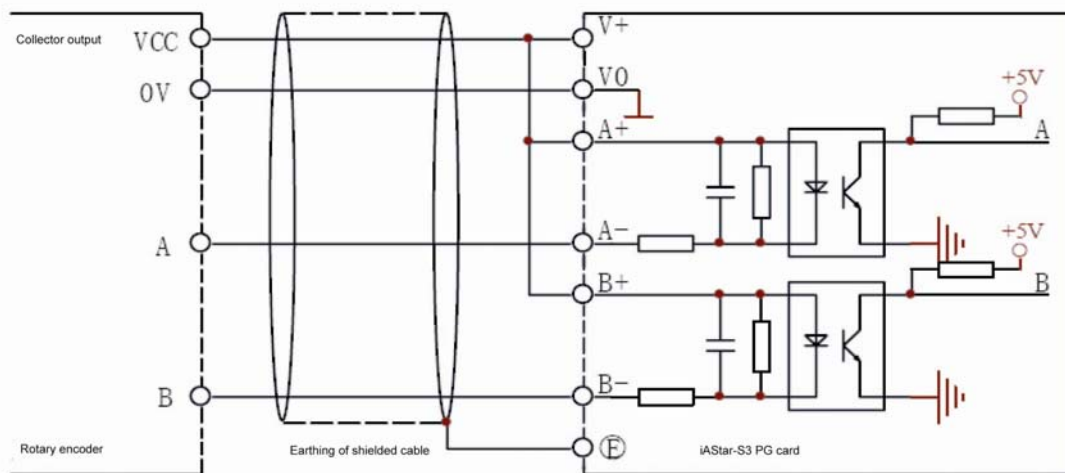 Collector output
VCC
V+
0V
V0
+5V
A+
A
A
A-
+5V
B+
B
B
B-
E
Rotary encoder
Earthing of shielded cable
iAStar-S3 PG card